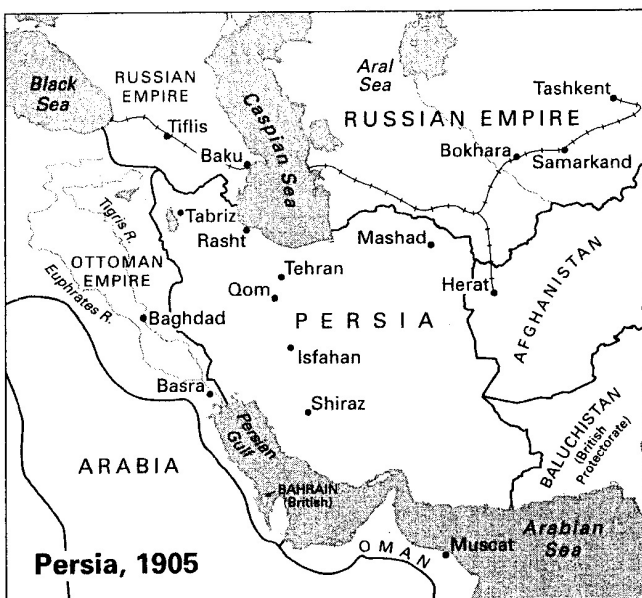 Black
Sea
RUSSIAN
EMPIRE
Tiflis
Baku
Caspian Sea
Aral
Sea
RUSSIAN EMPIRE
Tashkent
Bokhara
Samarkand
Tabriz
Rasht
Mashad
Tigris R.
OTTOMAN
EMPIRE
Euphrates R.
Baghdad
Tehran
Qom
PERSIA
Herat
AFGHANISTAN
Isfahan
Basra
Shiraz
Persian
Gulf
BALUCHISTAN
(British
Protectorate)
ARABIA
BAHRAIN
(British)
OMAN
Muscat
Arabian
Sea
Persia, 1905